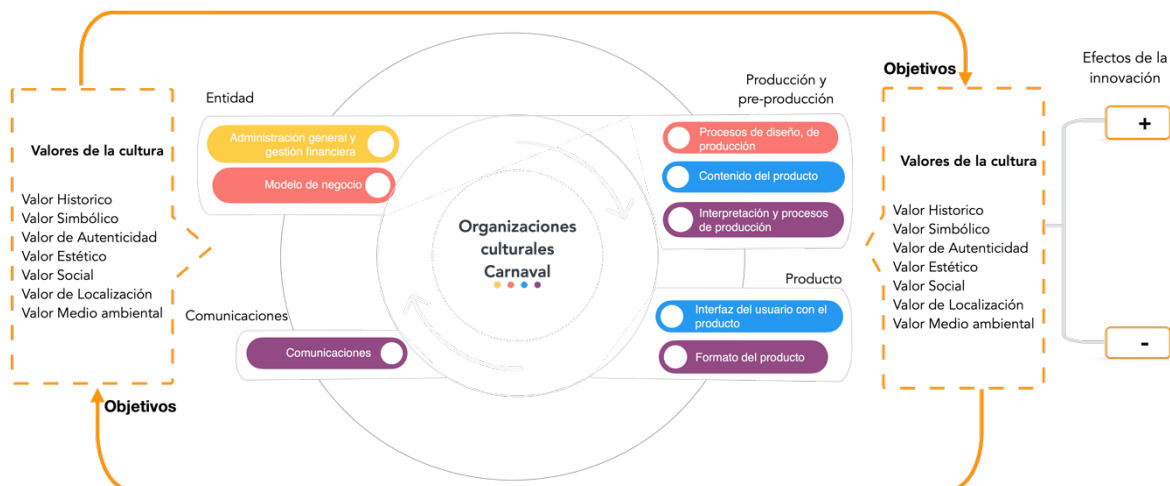 Valores de la cultura
Valor Historico
Valor Simbólico
Valor de Autenticidad
Valor Estético
Valor Social
Valor de Localización
Valor Medio ambiental
Objetivos
Entidad
Administración general y
gestión financiera
Modelo de negocio
Comunicaciones
Comunicaciones
Organizaciones
culturales
Carnaval
Producción y
pre-producción
Procesos de diseño, de
producción
Contenido del producto
Interpretación y procesos
de producción
Producto
Interfaz del usuario con el
producto
Formato del producto
Objetivos
Valores de la cultura
Valor Historico
Valor Simbólico
Valor de Autenticidad
Valor Estético
Valor Social
Valor de Localización
Valor Medio ambiental
Efectos de la
innovación
+
-